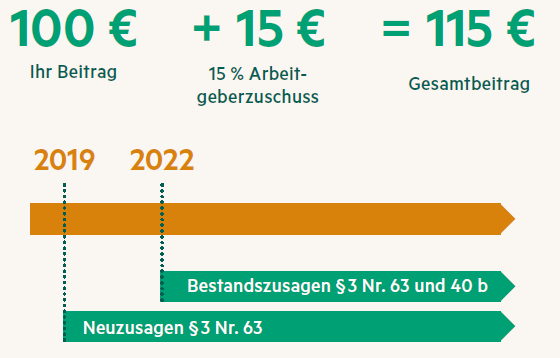 100 € + 15 € = 115 €
Ihr Beitrag
15 % Arbeit-
geberzuschuss
Gesamtbeitrag
2019 2022
Bestandszusagen § 3 Nr. 63 und 40 b
Neuzusagen § 3 Nr. 63